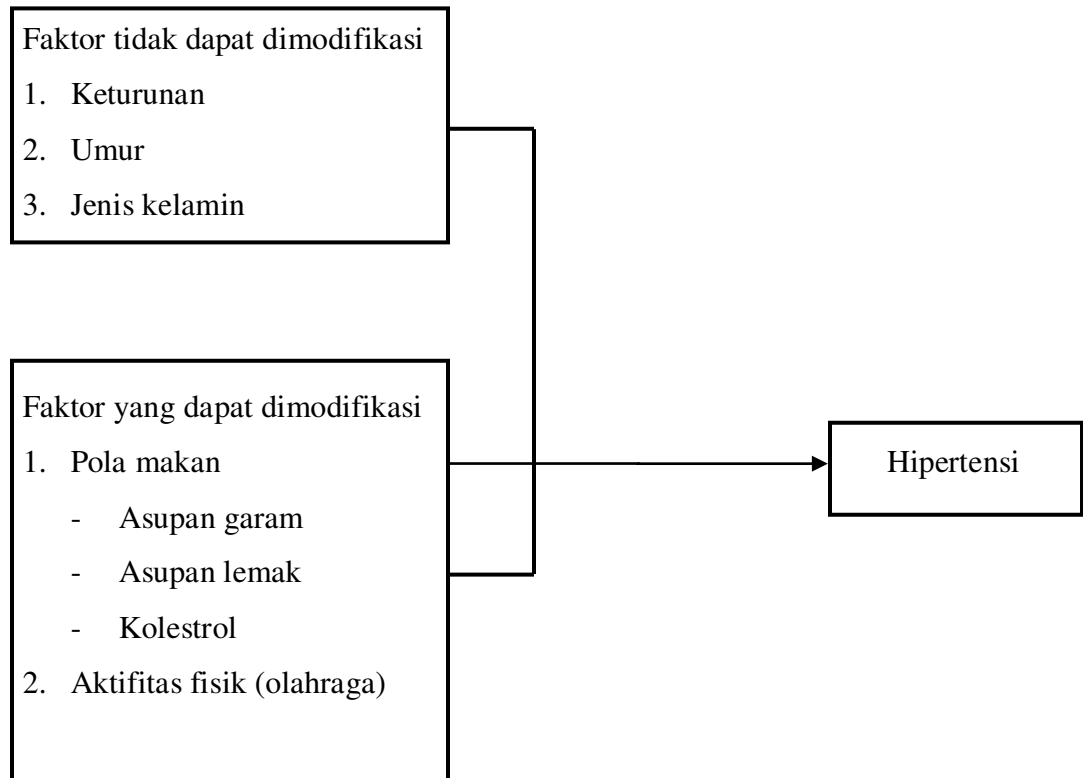 Faktor tidak dapat dimodifikasi
1. Keturunan
2. Umur
3. Jenis kelamin
Faktor yang dapat dimodifikasi
1. Pola makan
- Asupan garam
- Asupan lemak
- Kolestrol
2. Aktifitas fisik (olahraga)
Hipertensi